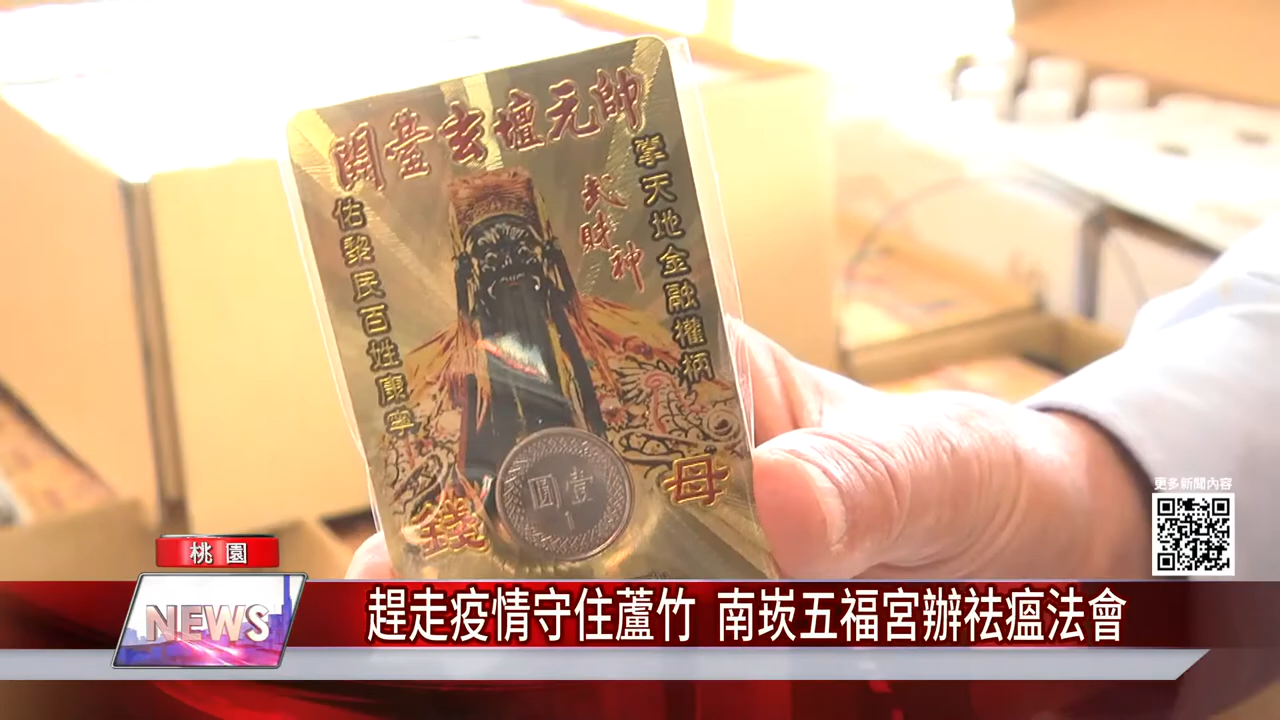 開臺玄壇元帥
掌天地金融權柄
武財神
佑黎民百姓康寧
母
錢
壹圓
1
更多新聞內容
桃園
NEWS
趕走疫情守住蘆竹 南崁五福宮辦祛瘟法會